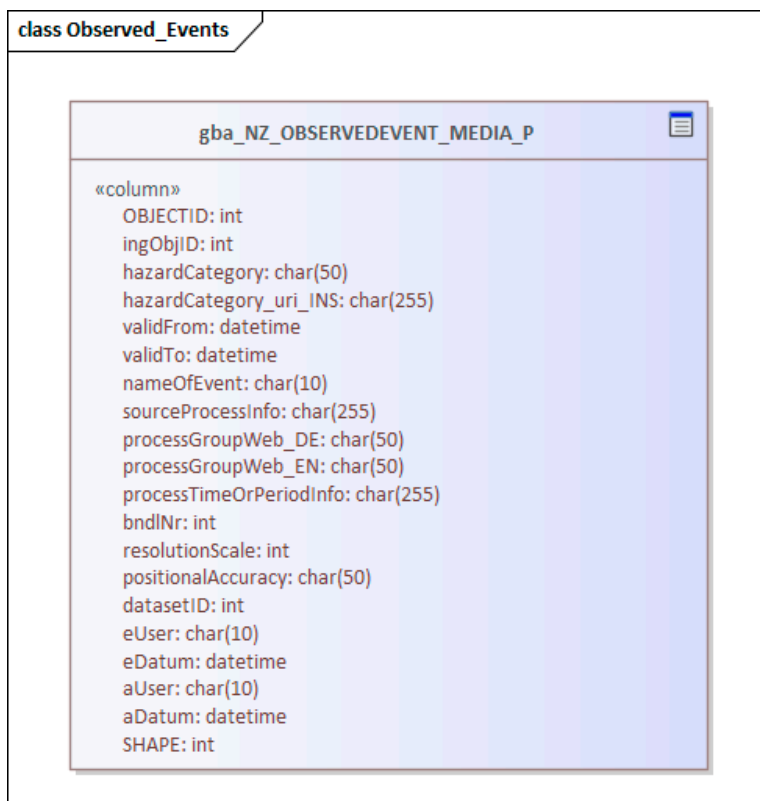 class Observed_Events
gba_NZ_OBSERVEDEVENT_MEDIA_P
«column»
OBJECTID: int
ingObjID: int
hazardCategory: char(50)
hazardCategory_uri_INS: char(255)
validFrom: datetime
validTo: datetime
nameOfEvent: char(10)
sourceProcessInfo: char(255)
processGroupWeb_DE: char(50)
processGroupWeb_EN: char(50)
processTimeOrPeriodInfo: char(255)
bndlNr: int
resolutionScale: int
positionalAccuracy: char(50)
datasetID: int
eUser: char(10)
eDatum: datetime
aUser: char(10)
aDatum: datetime
SHAPE: int